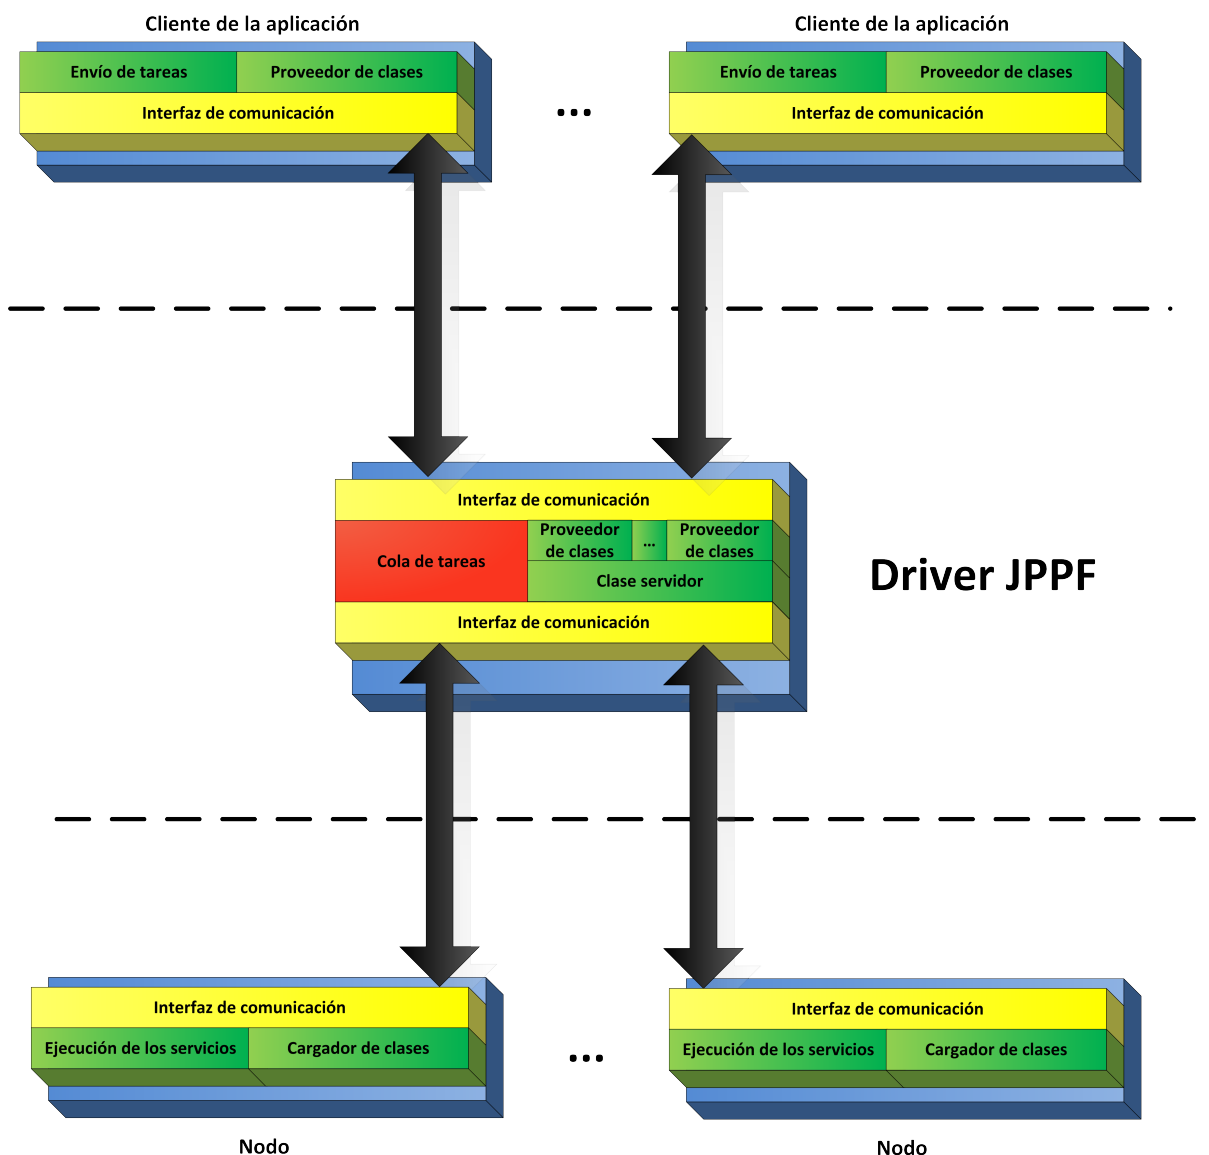 Cliente de la aplicación
Cliente de la aplicación
Envío de tareas
Proveedor de clases
Envío de tareas
Proveedor de clases
Interfaz de comunicación
...
Interfaz de comunicación
Interfaz de comunicación
Cola de tareas
Proveedor
de clases
...
Proveedor
de clases
Clase servidor
Interfaz de comunicación
Driver JPPF
Interfaz de comunicación
Interfaz de comunicación
Ejecución de los servicios
Cargador de clases
...
Ejecución de los servicios
Cargador de clases
Nodo
Nodo